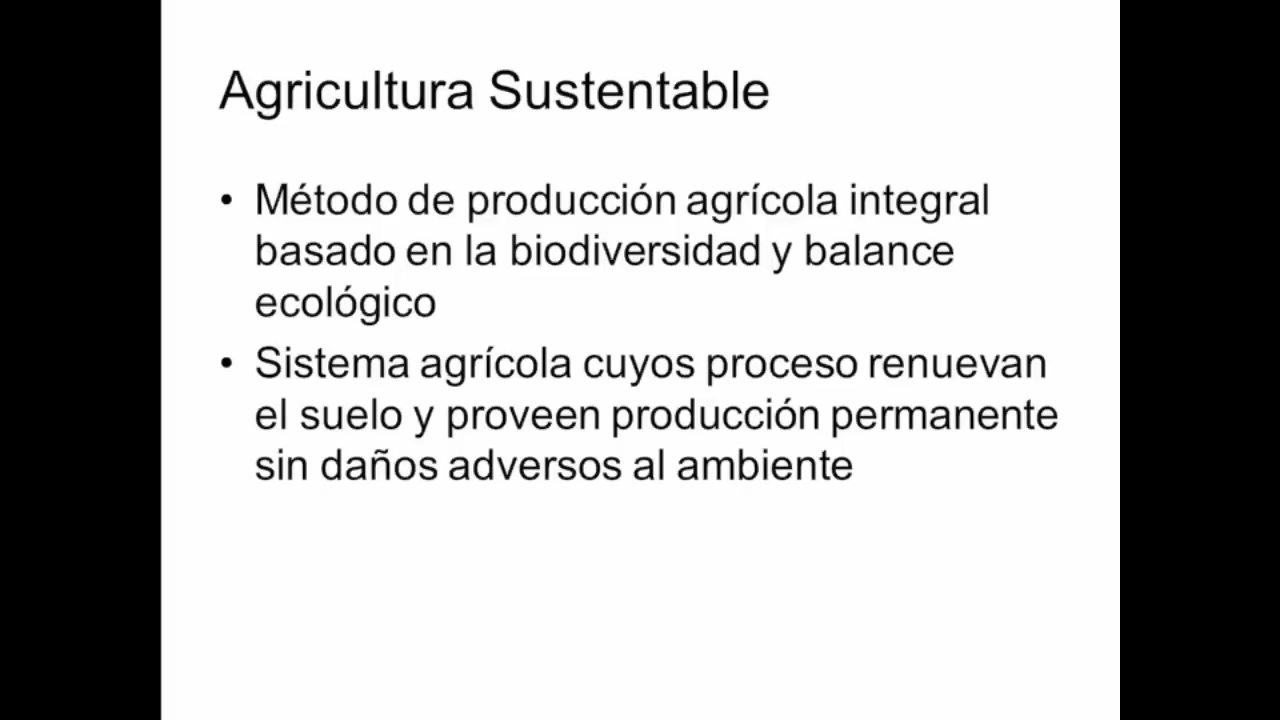 Agricultura Sustentable
• Método de producción agrícola integral
basado en la biodiversidad y balance
ecológico
• Sistema agrícola cuyos proceso renuevan
el suelo y proveen producción permanente
sin daños adversos al ambiente